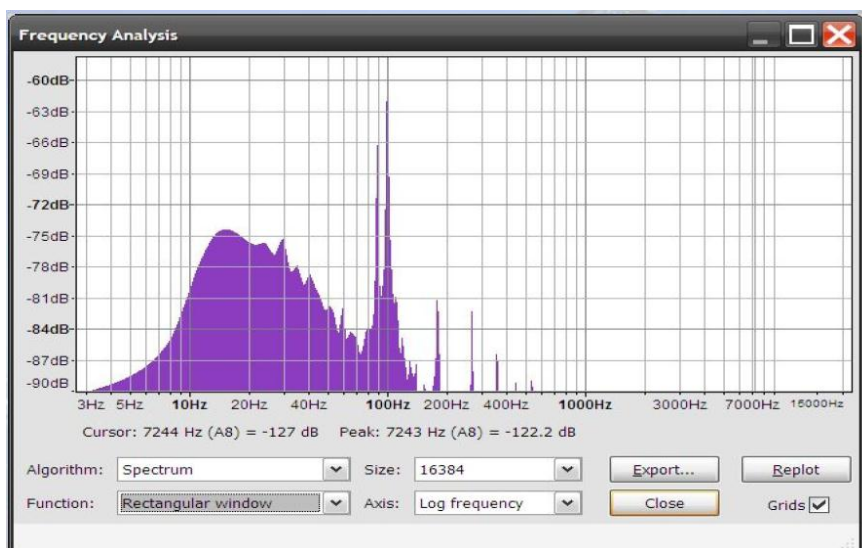 Frequency Analysis
-60dB
-63dB
-66dB
-69dB
-72dB
-75dB
-78dB
-81dB
-84dB
-87dB
-90dB
3Hz 5Hz 10Hz 20Hz 40Hz 100Hz 200Hz 400Hz 1000Hz 3000Hz 7000Hz 15000Hz
Cursor: 7244 Hz (A8) = -127 dB Peak: 7243 Hz (A8) = -122.2 dB
Algorithm: Spectrum Size: 16384 Export... Replot
Function: Rectangular window Axis: Log frequency Close Grids